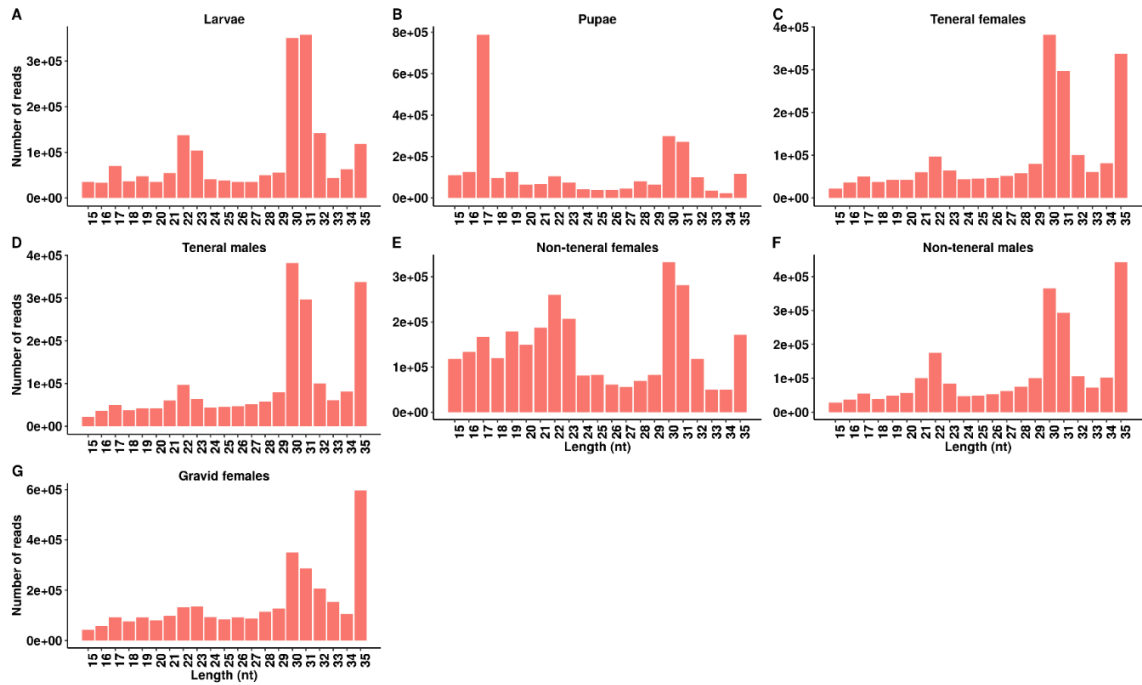 A Larvae
Number of reads
3e+05
2e+05
1e+05
0e+00
15 16 17 18 19 20 21 22 23 24 25 26 27 28 29 30 31 32 33 34 35
B Pupae
8e+05
6e+05
4e+05
2e+05
0e+00
15 16 17 18 19 20 21 22 23 24 25 26 27 28 29 30 31 32 33 34 35
C Teneral females
4e+05
3e+05
2e+05
1e+05
0e+00
15 16 17 18 19 20 21 22 23 24 25 26 27 28 29 30 31 32 33 34 35
D Teneral males
Number of reads
4e+05
3e+05
2e+05
1e+05
0e+00
15 16 17 18 19 20 21 22 23 24 25 26 27 28 29 30 31 32 33 34 35
E Non-teneral females
3e+05
2e+05
1e+05
0e+00
15 16 17 18 19 20 21 22 23 24 25 26 27 28 29 30 31 32 33 34 35
Length (nt)
F Non-teneral males
4e+05
3e+05
2e+05
1e+05
0e+00
15 16 17 18 19 20 21 22 23 24 25 26 27 28 29 30 31 32 33 34 35
Length (nt)
G Gravid females
Number of reads
6e+05
4e+05
2e+05
0e+00
15 16 17 18 19 20 21 22 23 24 25 26 27 28 29 30 31 32 33 34 35
Length (nt)